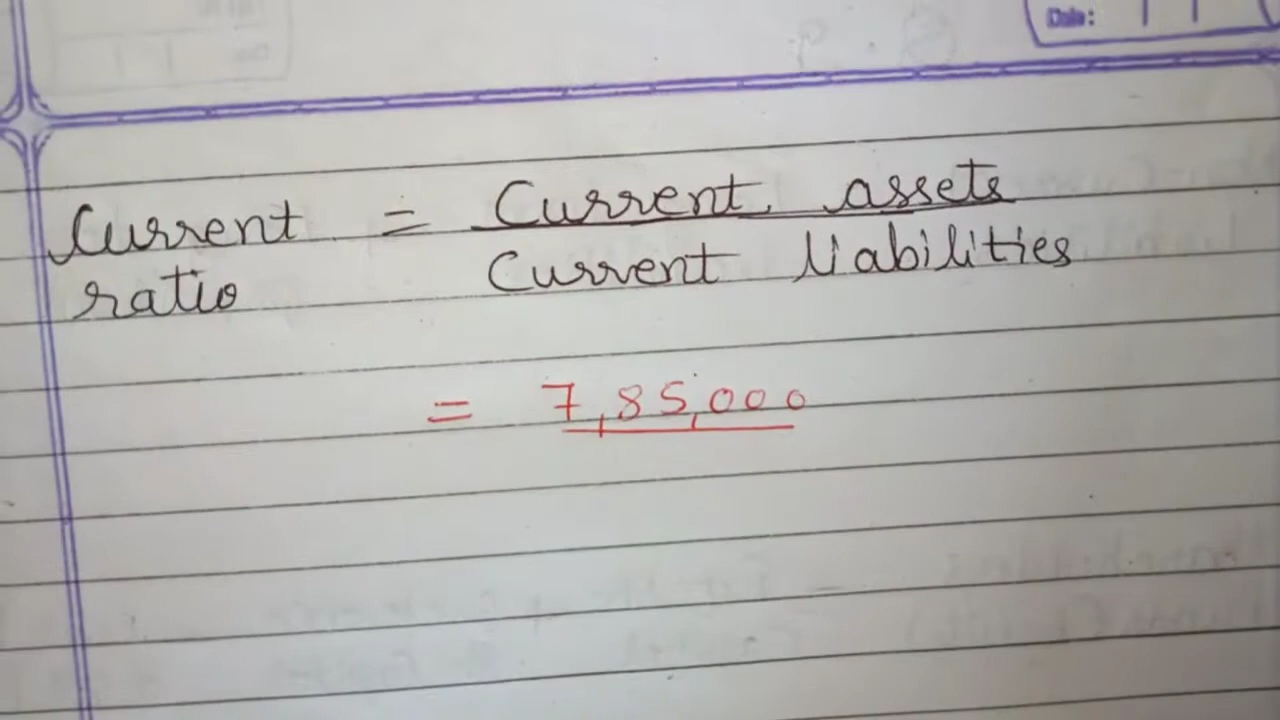 Date:
Current = Current assets
ratio Current liabilities
= 7,85,000